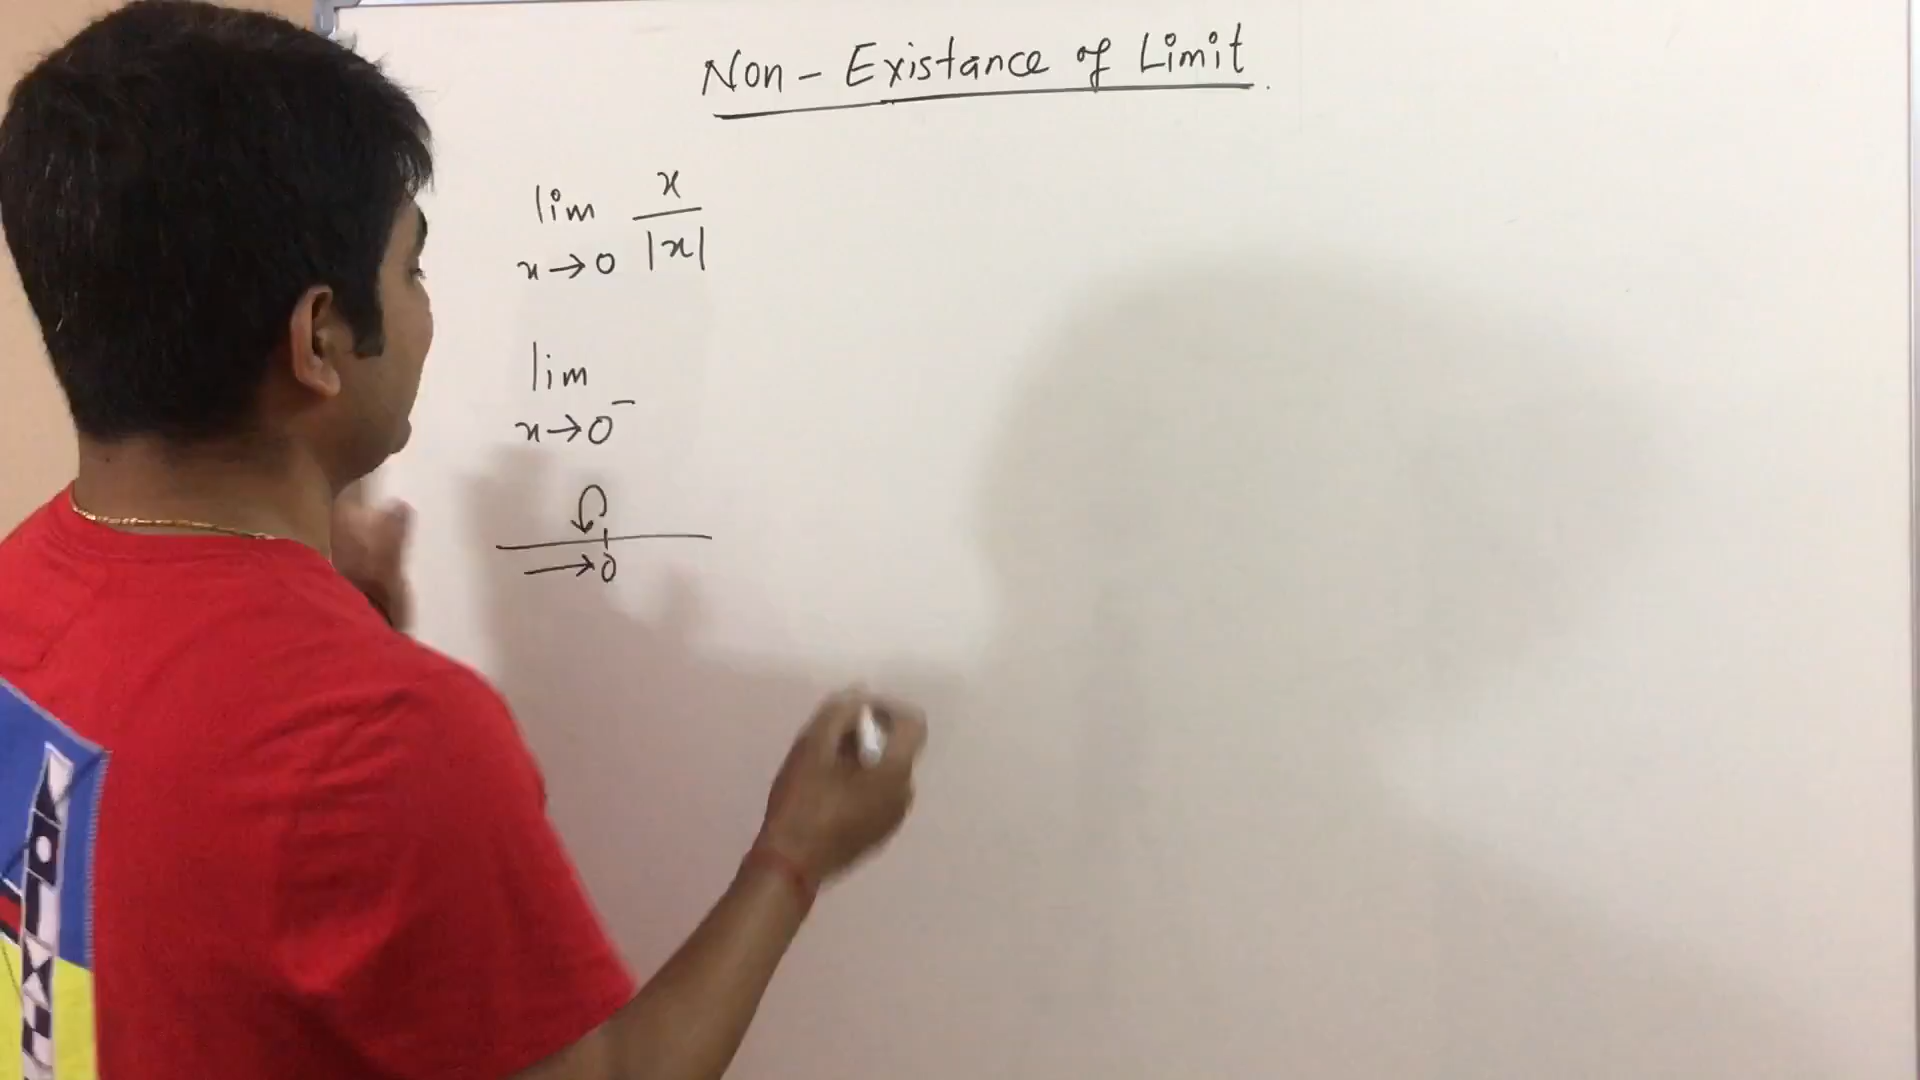 Non - Existance of Limit.
lim x
x→0 |x|
lim
x→0⁻
0